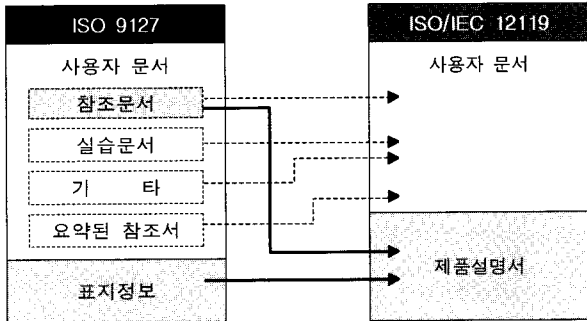 ISO 9127
사용자 문서
참조문서
실습문서
기 타
요약된 참조서
표지정보
ISO/IEC 12119
사용자 문서
제품설명서